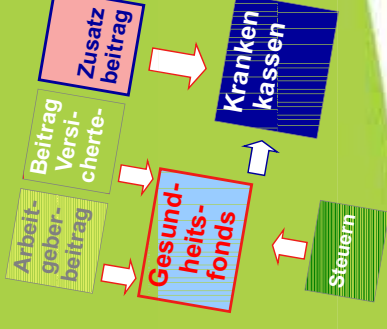 Zusatz
beitrag
Kranken
kassen
Beitrag
Versi-
cherte-
Arbeit-
geber-
beitrag
Gesund-
heits-
fonds
Steuern